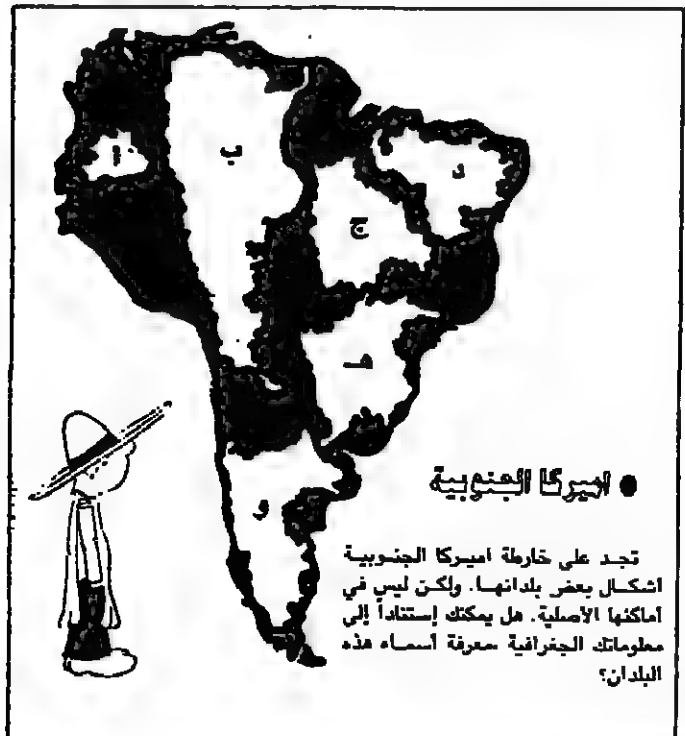 أ
ب
د
ج
هـ
و
● اميركا الجنوبية
تجد على خارطة اميركا الجنوبية
أشكال بعض بلدانها. ولكن ليس في
أماكنها الأصلية. هل يمكنك إستناداً إلى
معلوماتك الجغرافية معرفة أسماء هذه
البلدان؟